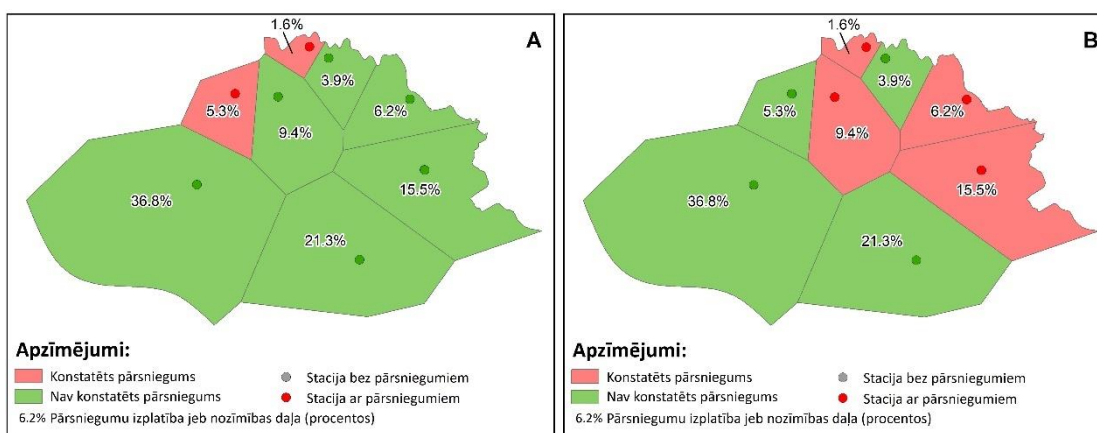 A
1.6%
3.9%
5.3%
6.2%
9.4%
15.5%
36.8%
21.3%
Apzīmējumi:
Konstatēts pārsniegums
Nav konstatēts pārsniegums
Stacija bez pārsniegumiem
Stacija ar pārsniegumiem
6.2% Pārsniegumu izplatība jeb nozīmības daļa (procentos)
B
1.6%
3.9%
5.3%
6.2%
9.4%
15.5%
36.8%
21.3%
Apzīmējumi:
Konstatēts pārsniegums
Nav konstatēts pārsniegums
Stacija bez pārsniegumiem
Stacija ar pārsniegumiem
6.2% Pārsniegumu izplatība jeb nozīmības daļa (procentos)